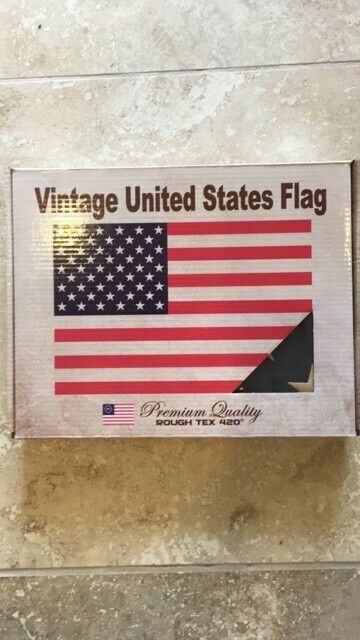 Vintage United States Flag
Premium Quality
ROUGH TEX 420®